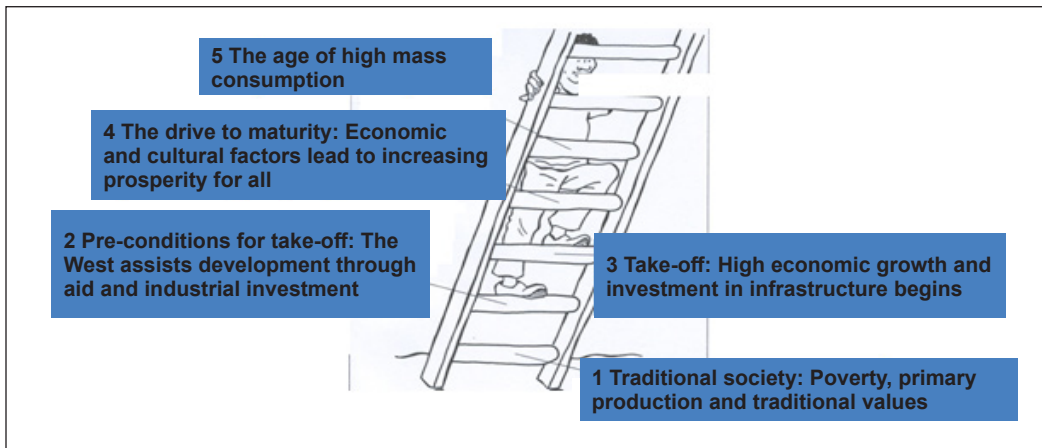 5 The age of high mass
consumption
4 The drive to maturity: Economic
and cultural factors lead to increasing
prosperity for all
2 Pre-conditions for take-off: The
West assists development through
aid and industrial investment
3 Take-off: High economic growth and
investment in infrastructure begins
1 Traditional society: Poverty, primary
production and traditional values